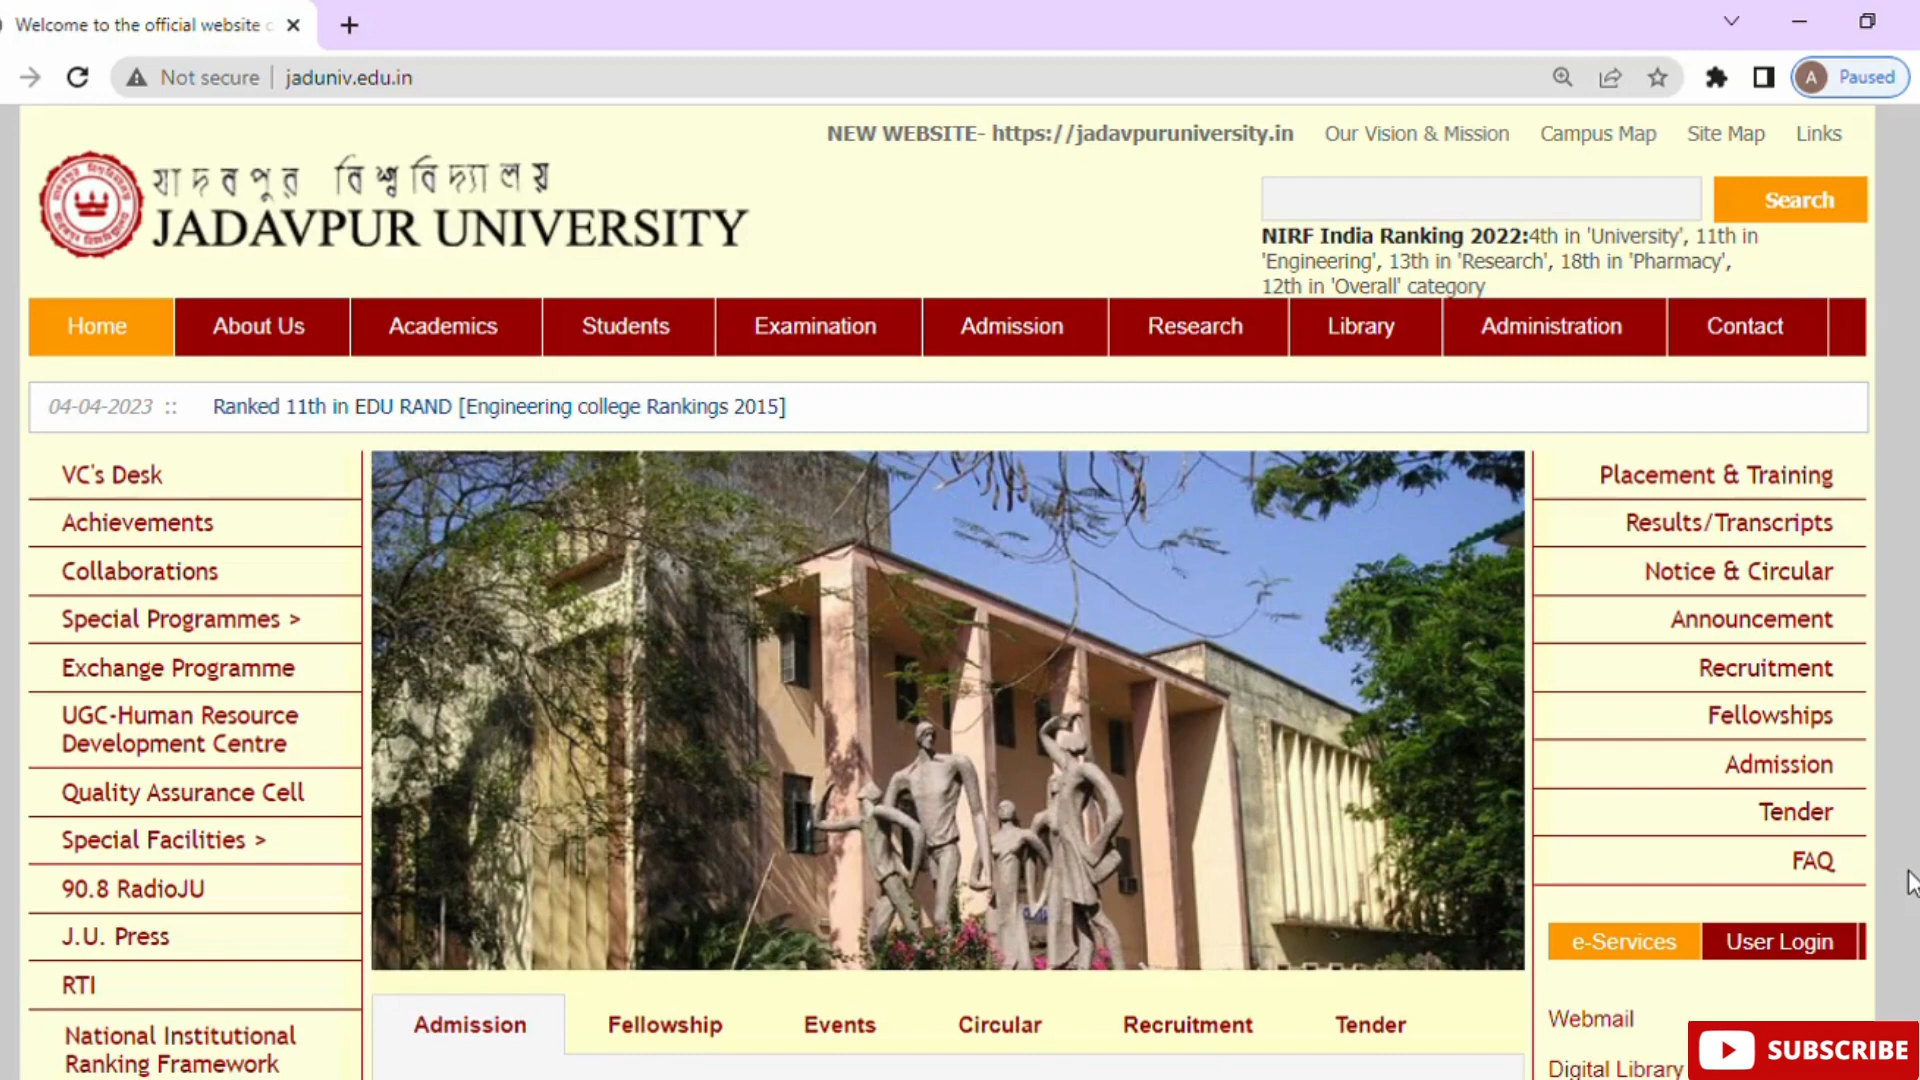 Welcome to the official website
Not secure
jaduniv.edu.in
A
Paused
NEW WEBSITE- https://jadavpuruniversity.in
Our Vision & Mission
Campus Map
Site Map
Links
যাদবপুর বিশ্ববিদ্যালয়
JADAVPUR UNIVERSITY
Search
NIRF India Ranking 2022:4th in 'University', 11th in
'Engineering', 13th in 'Research', 18th in 'Pharmacy',
12th in 'Overall' category
Home
About Us
Academics
Students
Examination
Admission
Research
Library
Administration
Contact
04-04-2023 ::
Ranked 11th in EDU RAND [Engineering college Rankings 2015]
VC's Desk
Achievements
Collaborations
Special Programmes >
Exchange Programme
UGC-Human Resource
Development Centre
Quality Assurance Cell
Special Facilities >
90.8 RadioJU
J.U. Press
RTI
National Institutional
Ranking Framework
Placement & Training
Results/Transcripts
Notice & Circular
Announcement
Recruitment
Fellowships
Admission
Tender
FAQ
e-Services
User Login
Webmail
Digital Library
Admission
Fellowship
Events
Circular
Recruitment
Tender
SUBSCRIBE